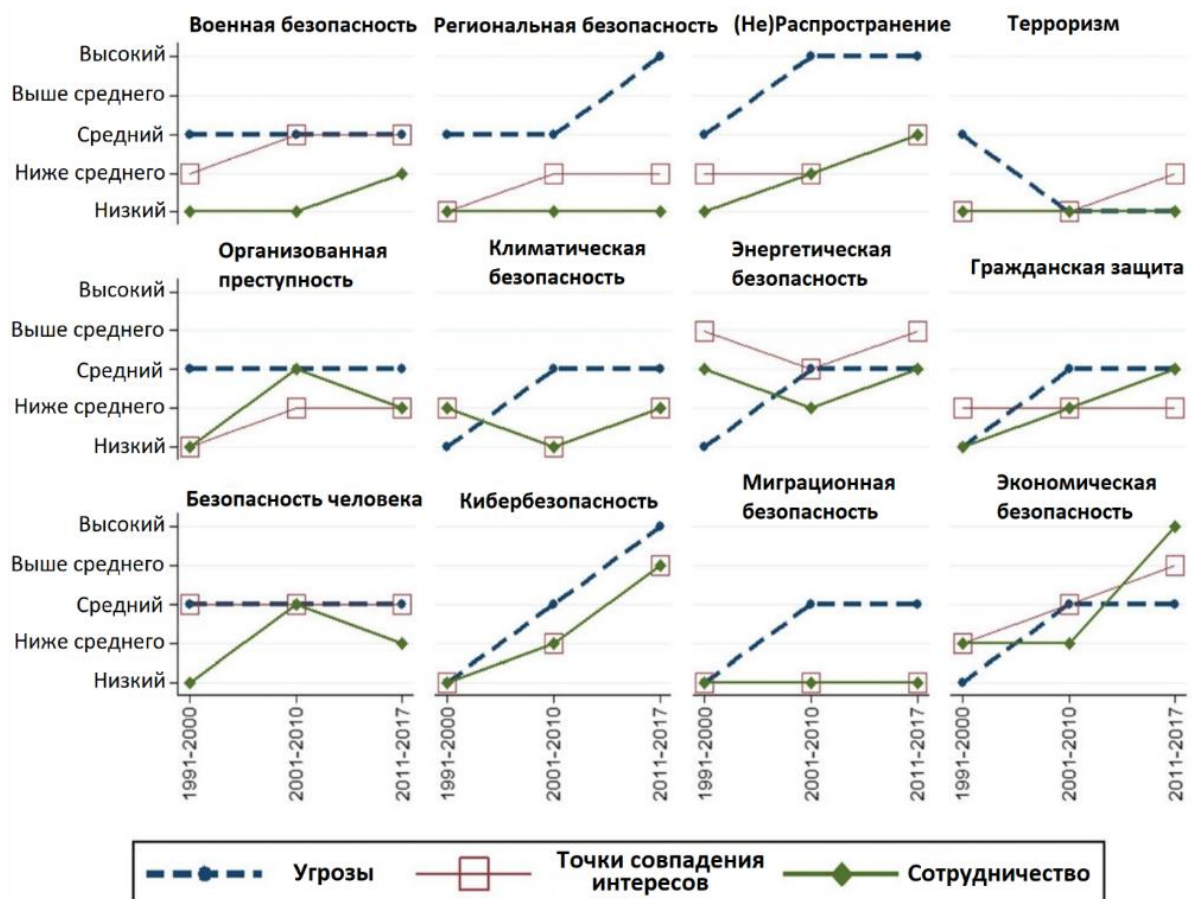 Военная безопасность
Региональная безопасность
(Не)Распространение
Терроризм
Высокий
Выше среднего
Средний
Ниже среднего
Низкий
Организованная
преступность
Климатическая
безопасность
Энергетическая
безопасность
Гражданская защита
Высокий
Выше среднего
Средний
Ниже среднего
Низкий
Безопасность человека
Кибербезопасность
Миграционная
безопасность
Экономическая
безопасность
Высокий
Выше среднего
Средний
Ниже среднего
Низкий
1991-2000
2001-2010
2011-2017
1991-2000
2001-2010
2011-2017
1991-2000
2001-2010
2011-2017
1991-2000
2001-2010
2011-2017
Угрозы
Точки совпадения
интересов
Сотрудничество